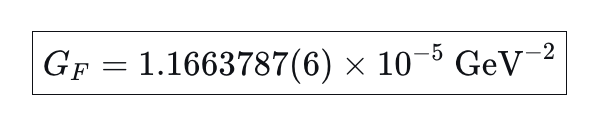 G_F = 1.1663787(6) × 10⁻⁵ GeV⁻²